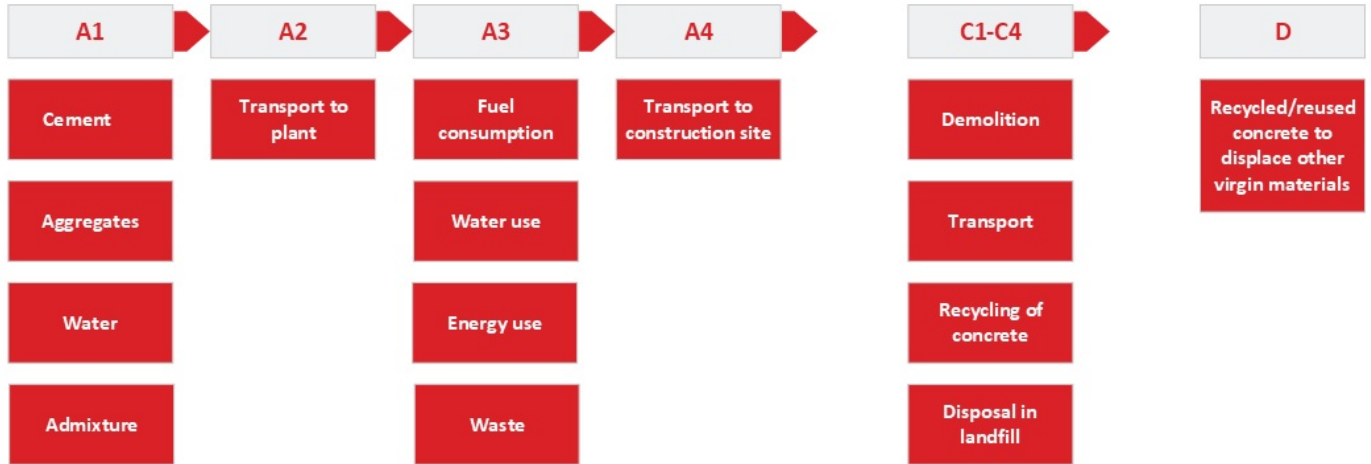 A1
A2
A3
A4
C1-C4
D
Cement
Transport to
plant
Fuel
consumption
Transport to
construction site
Demolition
Recycled/reused
concrete to
displace other
virgin materials
Aggregates
Water use
Transport
Water
Energy use
Recycling of
concrete
Admixture
Waste
Disposal in
landfill